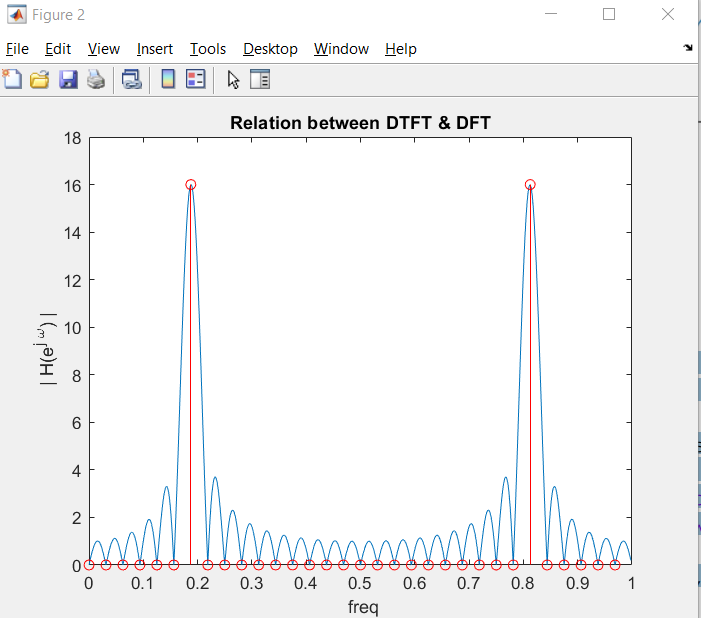 Figure 2
File Edit View Insert Tools Desktop Window Help
Relation between DTFT & DFT
18
16
14
12
10
8
6
4
2
0
| H(e^{j ω'}) |
0 0.1 0.2 0.3 0.4 0.5 0.6 0.7 0.8 0.9 1
freq